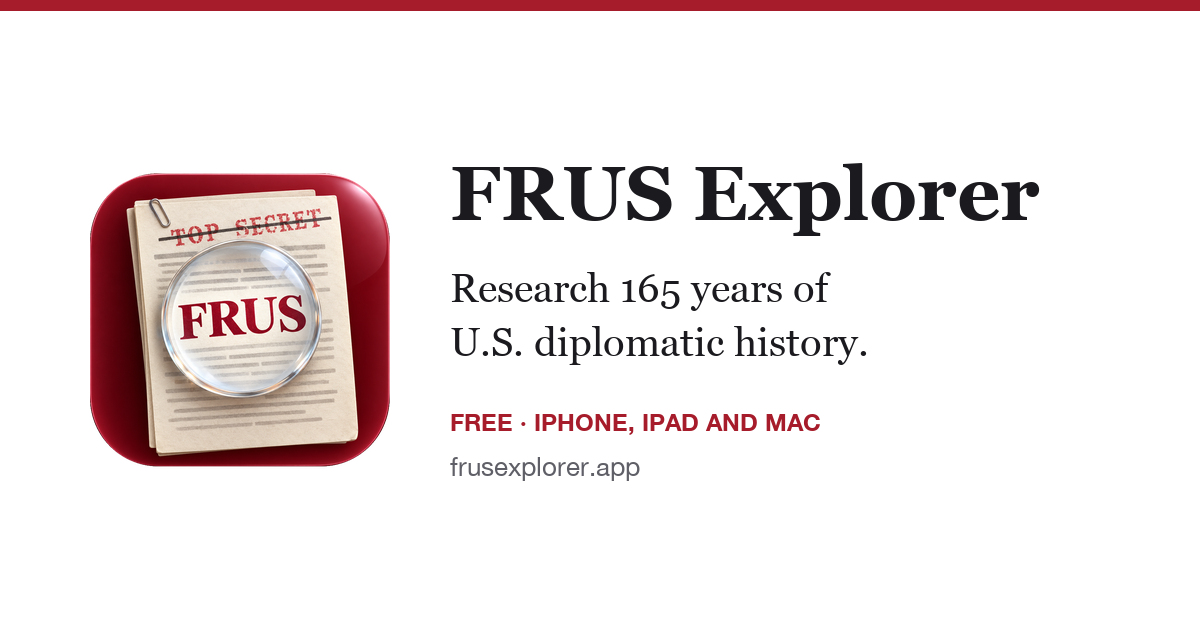 TOP SECRET
FRUS
FRUS Explorer
Research 165 years of
U.S. diplomatic history.
FREE · IPHONE, IPAD AND MAC
frusexplorer.app